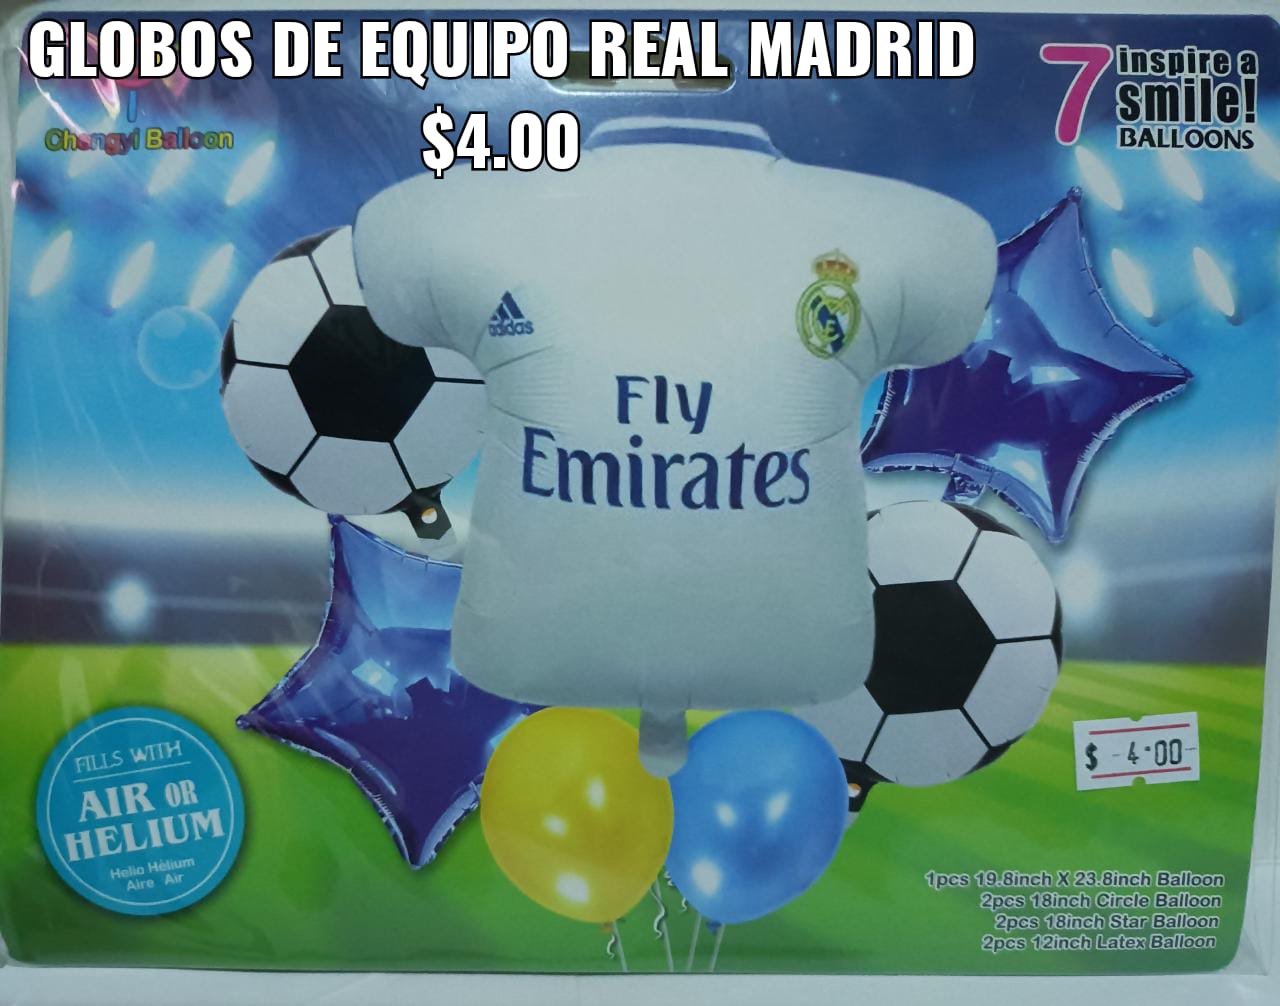 GLOBOS DE EQUIPO REAL MADRID
$4.00
Chengyi Balloon
7 inspire a
smile!
BALLOONS
adidas
Fly
Emirates
FILLS WITH
AIR OR
HELIUM
Helio Hèlium
Aire Air
$ -4.00-
1pcs 19.8inch X 23.8inch Balloon
2pcs 18inch Circle Balloon
2pcs 18inch Star Balloon
2pcs 12inch Latex Balloon